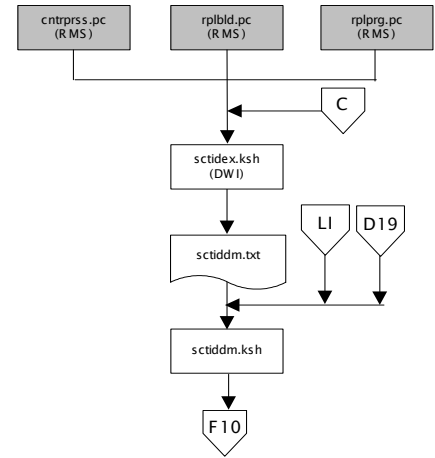 cntrprss.pc
(RMS)
rplbld.pc
(RMS)
rplprg.pc
(RMS)
C
sctidex.ksh
(DWI)
LI
D19
sctiddm.txt
sctiddm.ksh
F10